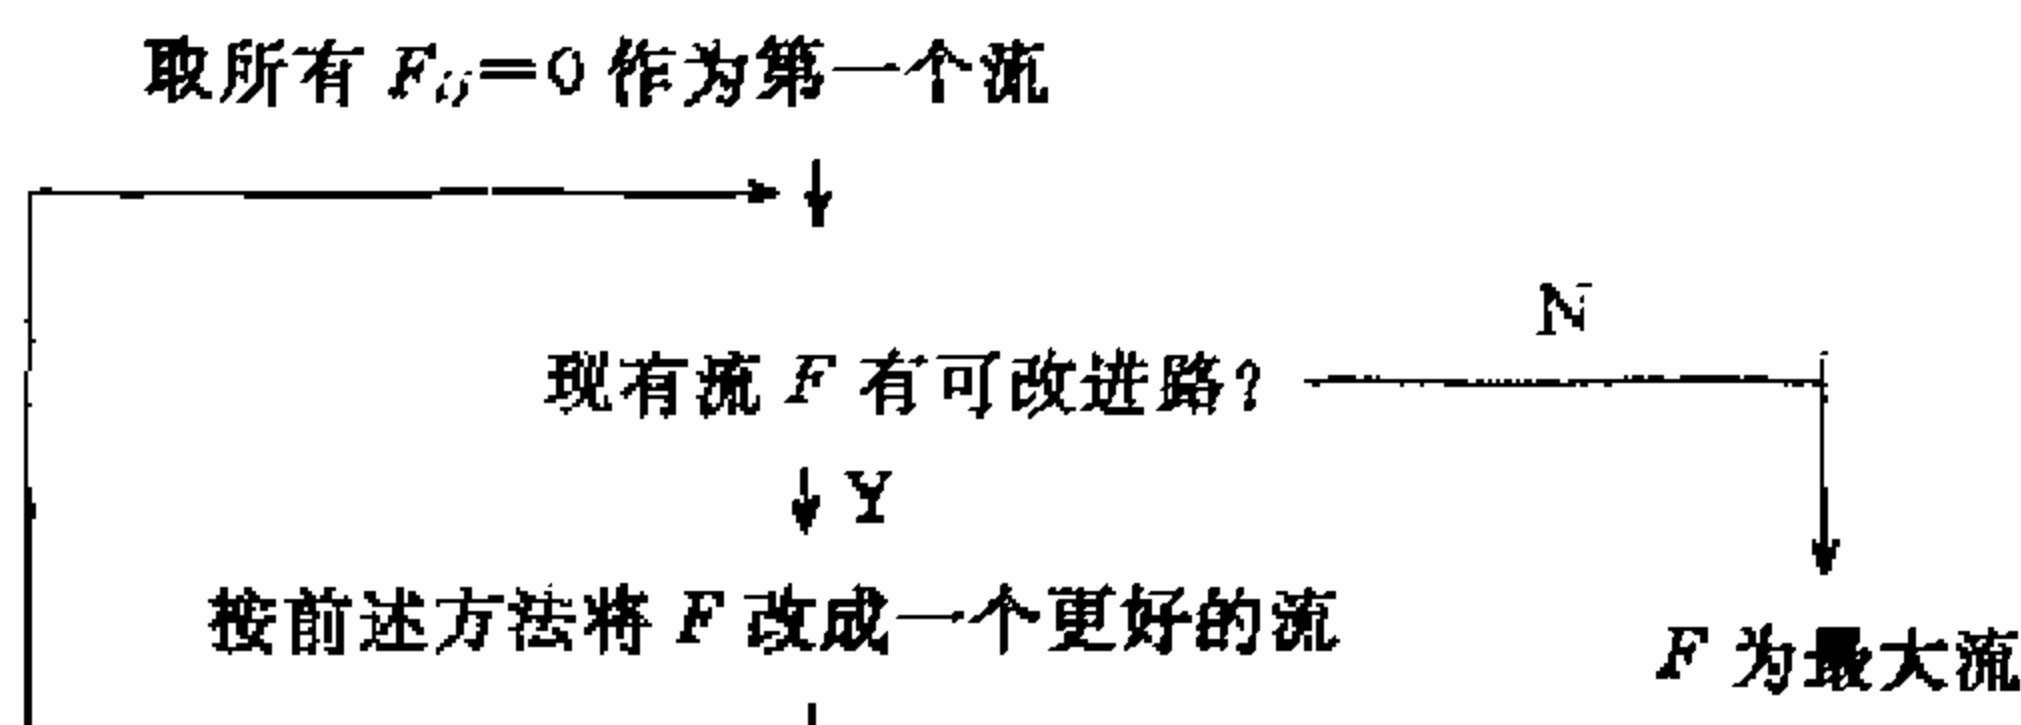 取所有 F_{ij}=0 作为第一个流
N
现有流 F 有可改进路?
Y
按前述方法将 F 改成一个更好的流
F 为最大流